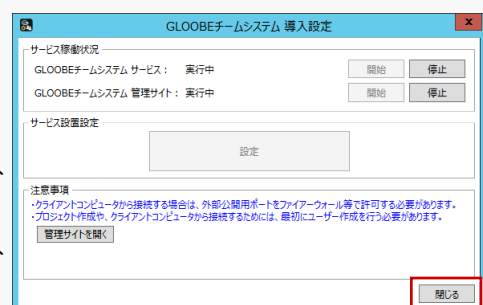 GLOOBEチームシステム 導入設定
x
サービス稼働状況
GLOOBEチームシステム サービス： 実行中 開始 停止
GLOOBEチームシステム 管理サイト： 実行中 開始 停止
サービス設置設定
設定
注意事項
・クライアントコンピュータから接続する場合は、外部公開用ポートをファイアーウォール等で許可する必要があります。
・プロジェクト作成や、クライアントコンピュータから接続するためには、最初にユーザー作成を行う必要があります。
管理サイトを開く
閉じる